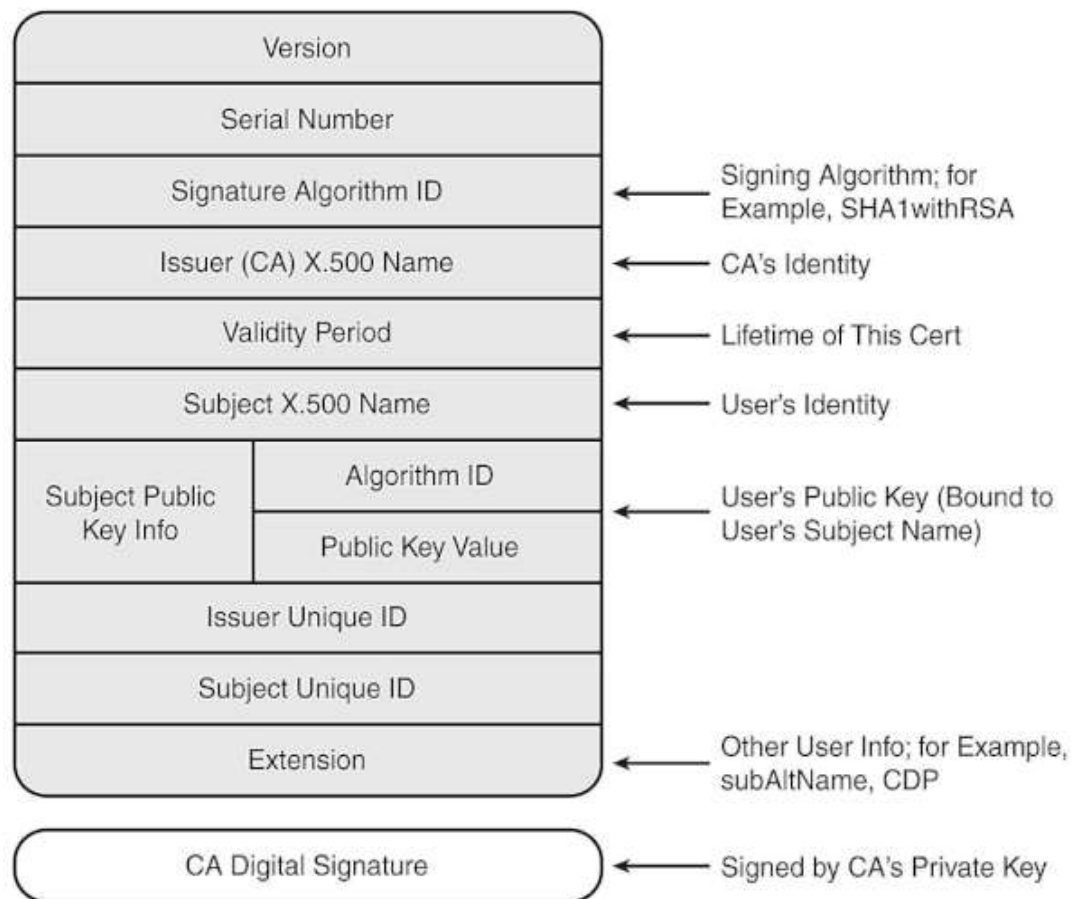 Version
Serial Number
Signature Algorithm ID
Signing Algorithm; for
Example, SHA1withRSA
Issuer (CA) X.500 Name
CA's Identity
Validity Period
Lifetime of This Cert
Subject X.500 Name
User's Identity
Subject Public
Key Info
Algorithm ID
Public Key Value
User's Public Key (Bound to
User's Subject Name)
Issuer Unique ID
Subject Unique ID
Extension
Other User Info; for Example,
subAltName, CDP
CA Digital Signature
Signed by CA's Private Key